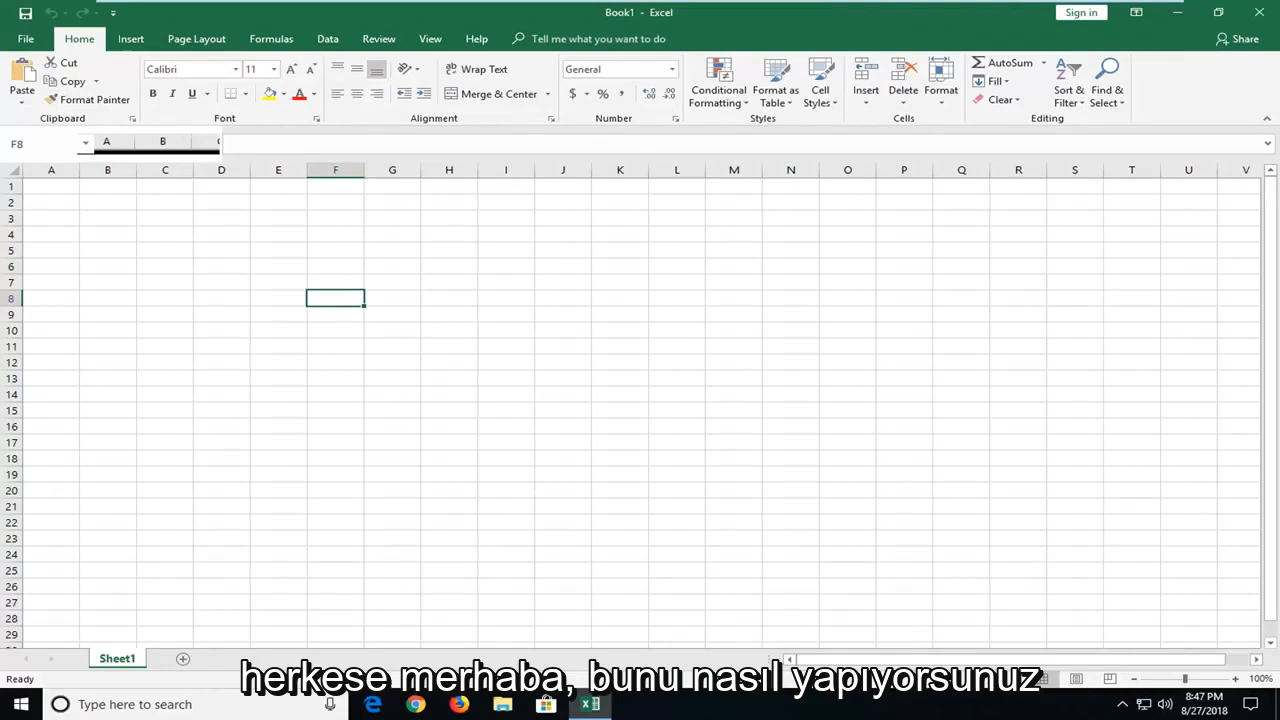 Book1 - Excel
Sign in
File Home Insert Page Layout Formulas Data Review View Help Tell me what you want to do Share
Paste Cut Copy Format Painter Clipboard
Calibri 11 A A B I U A Font
Wrap Text Merge & Center Alignment
General $ % , Number
Conditional Formatting Format as Table Cell Styles Styles
Insert Delete Format Cells
AutoSum Fill Clear Sort & Filter Find & Select Editing
F8 A B
A B C D E F G H I J K L M N O P Q R S T U V
1
2
3
4
5
6
7
8
9
10
11
12
13
14
15
16
17
18
19
20
21
22
23
24
25
26
27
28
29
Sheet1
Ready 100%
herkese merhaba, bunu nasıl yapıyorsunuz
Type here to search 8:47 PM
8/27/2018